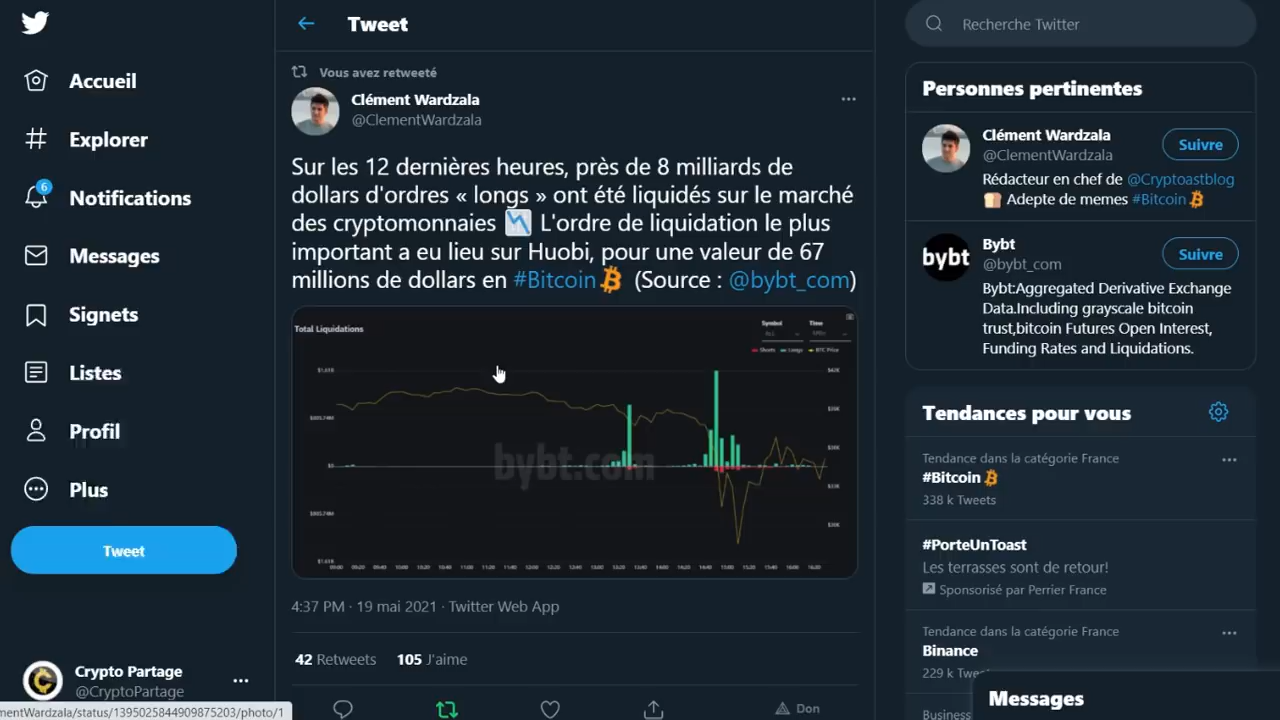 Accueil
Explorer
6
Notifications
Messages
Signets
Listes
Profil
Plus
Tweet
Crypto Partage
@CryptoPartage
mentWardzala/status/1395025844909875203/photo/1
Tweet
Vous avez retweeté
Clément Wardzala
@ClementWardzala
Sur les 12 dernières heures, près de 8 milliards de
dollars d'ordres « longs » ont été liquidés sur le marché
des cryptomonnaies 📉 L'ordre de liquidation le plus
important a eu lieu sur Huobi, pour une valeur de 67
millions de dollars en #Bitcoin (Source : @bybt_com)
Total Liquidations
Symbol
Time
Shorts Longs BTC Price
bybt.com
4:37 PM · 19 mai 2021 · Twitter Web App
42 Retweets 105 J'aime
Don
Recherche Twitter
Personnes pertinentes
Clément Wardzala
@ClementWardzala
Suivre
Rédacteur en chef de @Cryptoastblog
🍞 Adepte de memes #Bitcoin
bybt
Bybt
@bybt_com
Suivre
Bybt:Aggregated Derivative Exchange
Data.Including grayscale bitcoin
trust,bitcoin Futures Open Interest,
Funding Rates and Liquidations.
Tendances pour vous
Tendance dans la catégorie France
#Bitcoin
338 k Tweets
#PorteUnToast
Les terrasses sont de retour!
Sponsorisé par Perrier France
Tendance dans la catégorie France
Binance
229 k Twee
Business
Messages